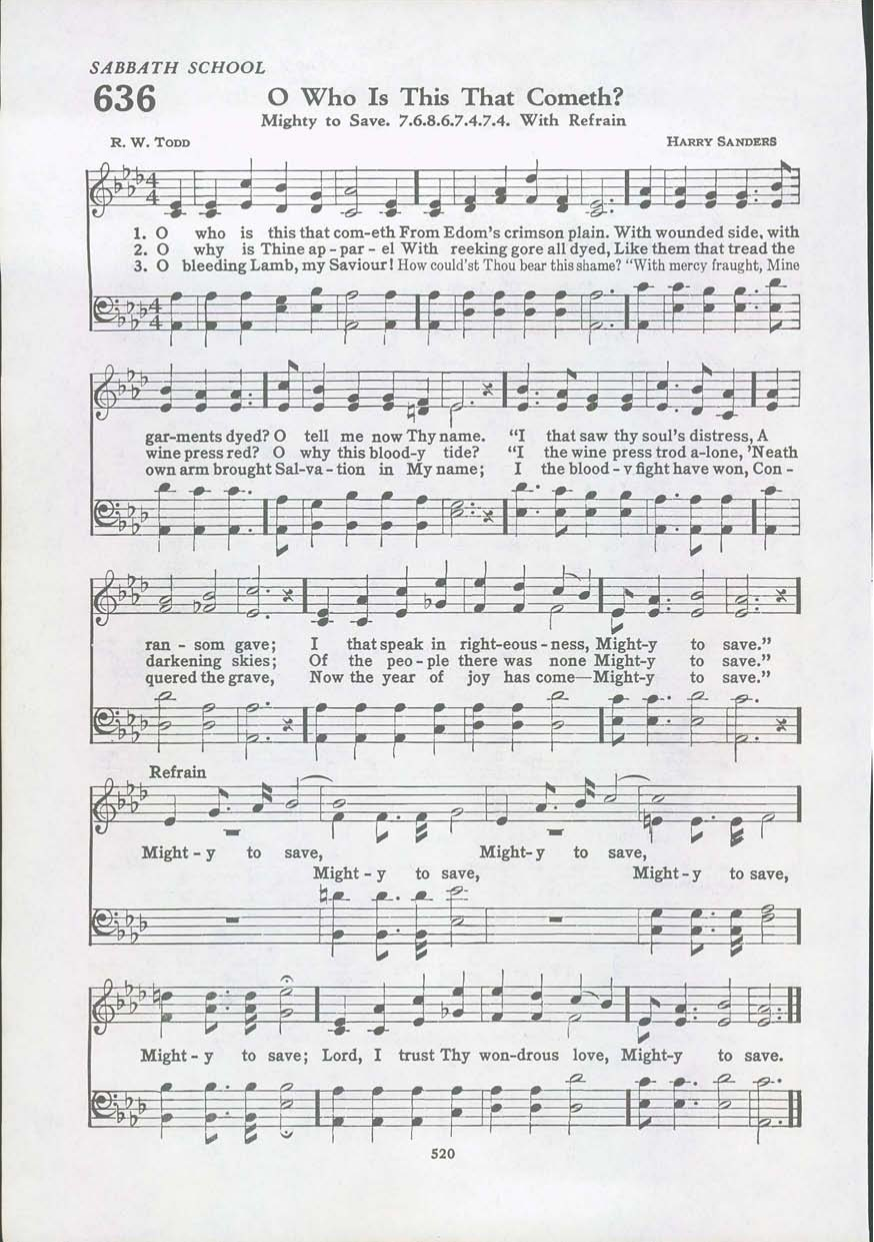 SABBATH SCHOOL
636 O Who Is This That Cometh?
Mighty to Save. 7.6.8.6.7.4.7.4. With Refrain
R. W. TODD HARRY SANDERS
1. O who is this that com-eth From Edom's crimson plain. With wounded side, with
2. O why is Thine ap-par-el With reeking gore all dyed, Like them that tread the
3. O bleeding Lamb, my Saviour! How could'st Thou bear this shame? "With mercy fraught, Mine
gar-ments dyed? O tell me now Thy name. "I that saw thy soul's distress, A
wine press red? O why this blood-y tide? "I the wine press trod a-lone, 'Neath
own arm brought Sal-va-tion in My name; I the blood-y fight have won, Con-
ran-som gave; I that speak in right-eous-ness, Might-y to save."
darkening skies; Of the peo-ple there was none Might-y to save."
quered the grave, Now the year of joy has come—Might-y to save."
Refrain
Might-y to save, Might-y to save,
Might-y to save, Might-y to save,
Might-y to save; Lord, I trust Thy won-drous love, Might-y to save.
520